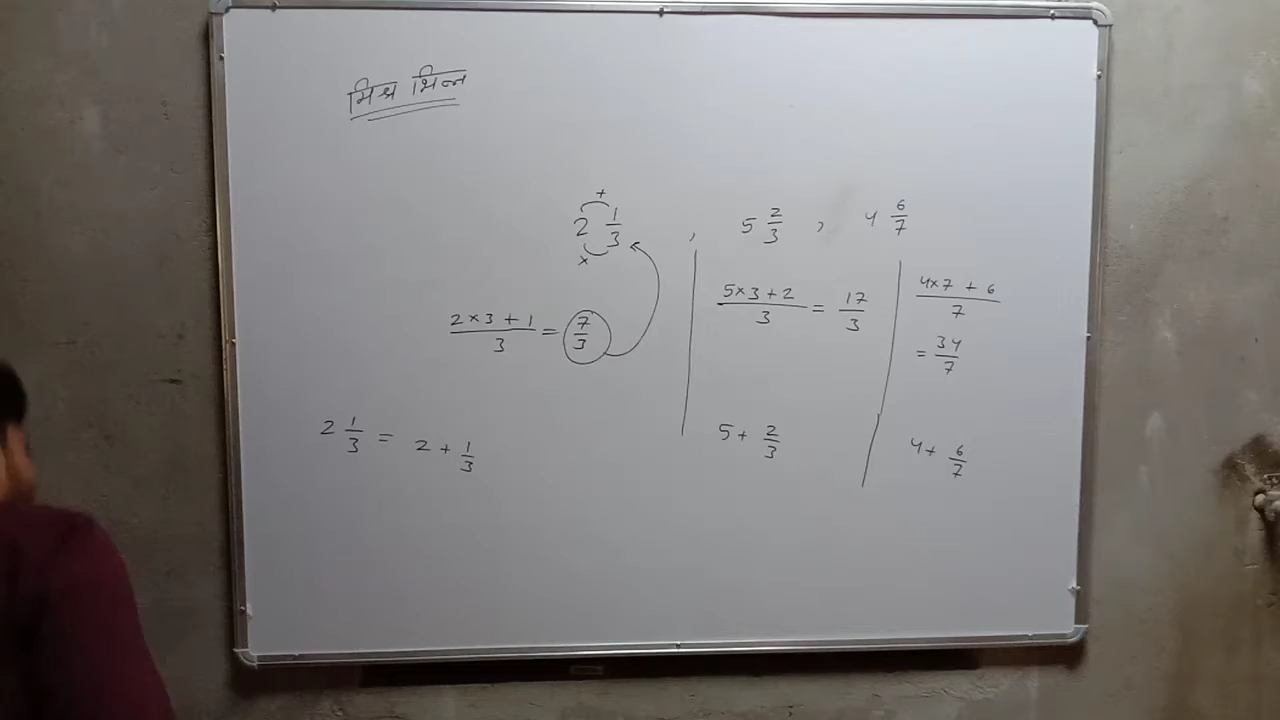 मिश्र भिन्न
2 1/3 , 5 2/3 , 4 6/7
+
×
(2×3+1)/3 = 7/3
(5×3+2)/3 = 17/3
(4×7+6)/7
= 34/7
2 1/3 = 2 + 1/3
5 + 2/3
4 + 6/7